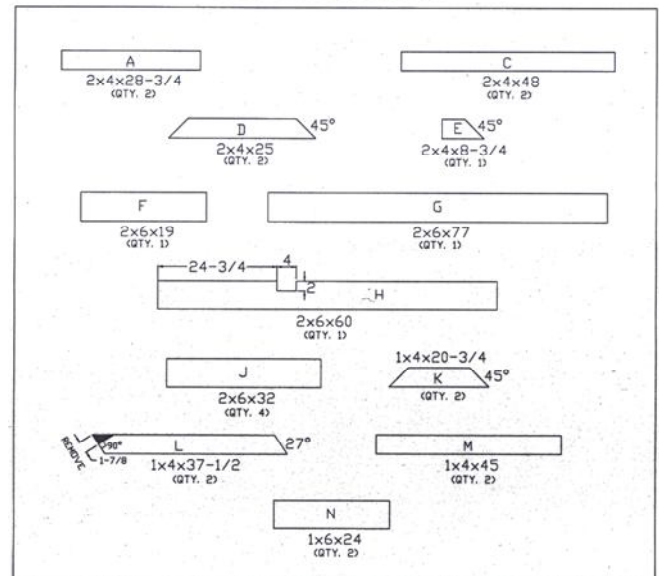 A
2x4x28-3/4
(QTY. 2)
C
2x4x48
(QTY. 2)
D
45°
2x4x25
(QTY. 2)
E
45°
2x4x8-3/4
(QTY. 1)
F
2x6x19
(QTY. 1)
G
2x6x77
(QTY. 1)
24-3/4
4
2
H
2x6x60
(QTY. 1)
J
2x6x32
(QTY. 4)
1x4x20-3/4
K
45°
(QTY. 2)
REMOVE
90°
1-7/8
L
27°
1x4x37-1/2
(QTY. 2)
M
1x4x45
(QTY. 2)
N
1x6x24
(QTY. 2)